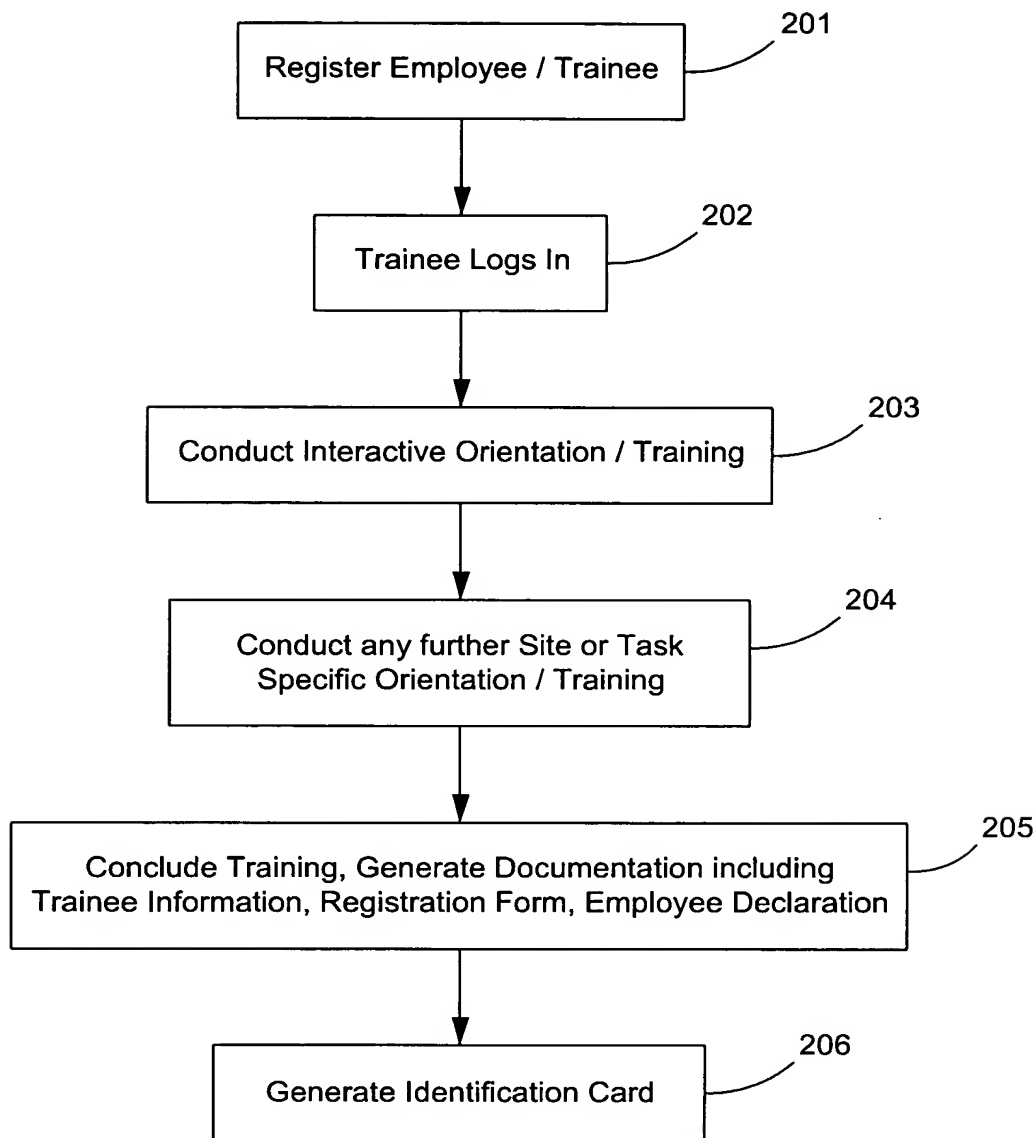 201
Register Employee / Trainee
202
Trainee Logs In
203
Conduct Interactive Orientation / Training
204
Conduct any further Site or Task
Specific Orientation / Training
205
Conclude Training, Generate Documentation including
Trainee Information, Registration Form, Employee Declaration
206
Generate Identification Card